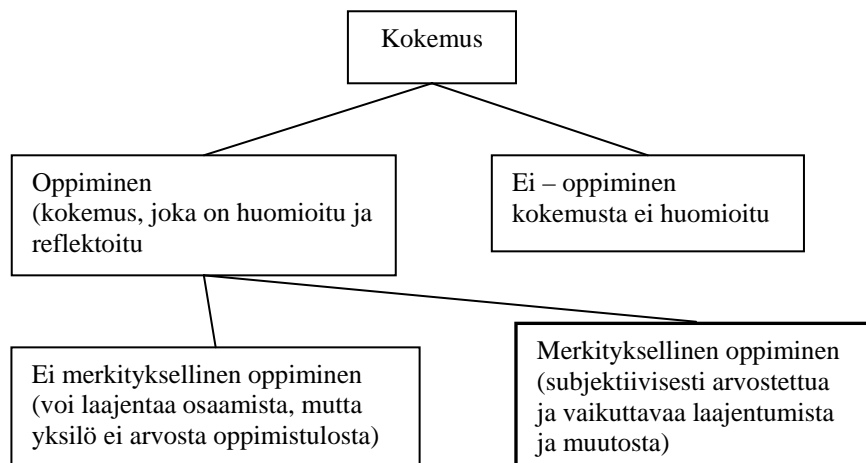 Kokemus
Oppiminen
(kokemus, joka on huomioitu ja
reflektoitu
Ei – oppiminen
kokemusta ei huomioitu
Ei merkityksellinen oppiminen
(voi laajentaa osaamista, mutta
yksilö ei arvosta oppimistulosta)
Merkityksellinen oppiminen
(subjektiivisesti arvostettua
ja vaikuttavaa laajentumista
ja muutosta)